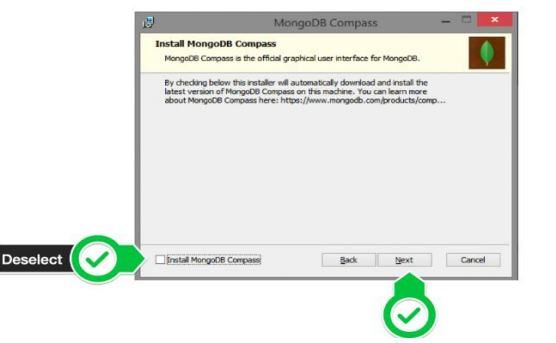 MongoDB Compass
Install MongoDB Compass
MongoDB Compass is the official graphical user interface for MongoDB.
By checking below this installer will automatically download and install the
latest version of MongoDB Compass on this machine. You can learn more
about MongoDB Compass here: https://www.mongodb.com/products/comp...
Deselect
Install MongoDB Compass
Back
Next
Cancel